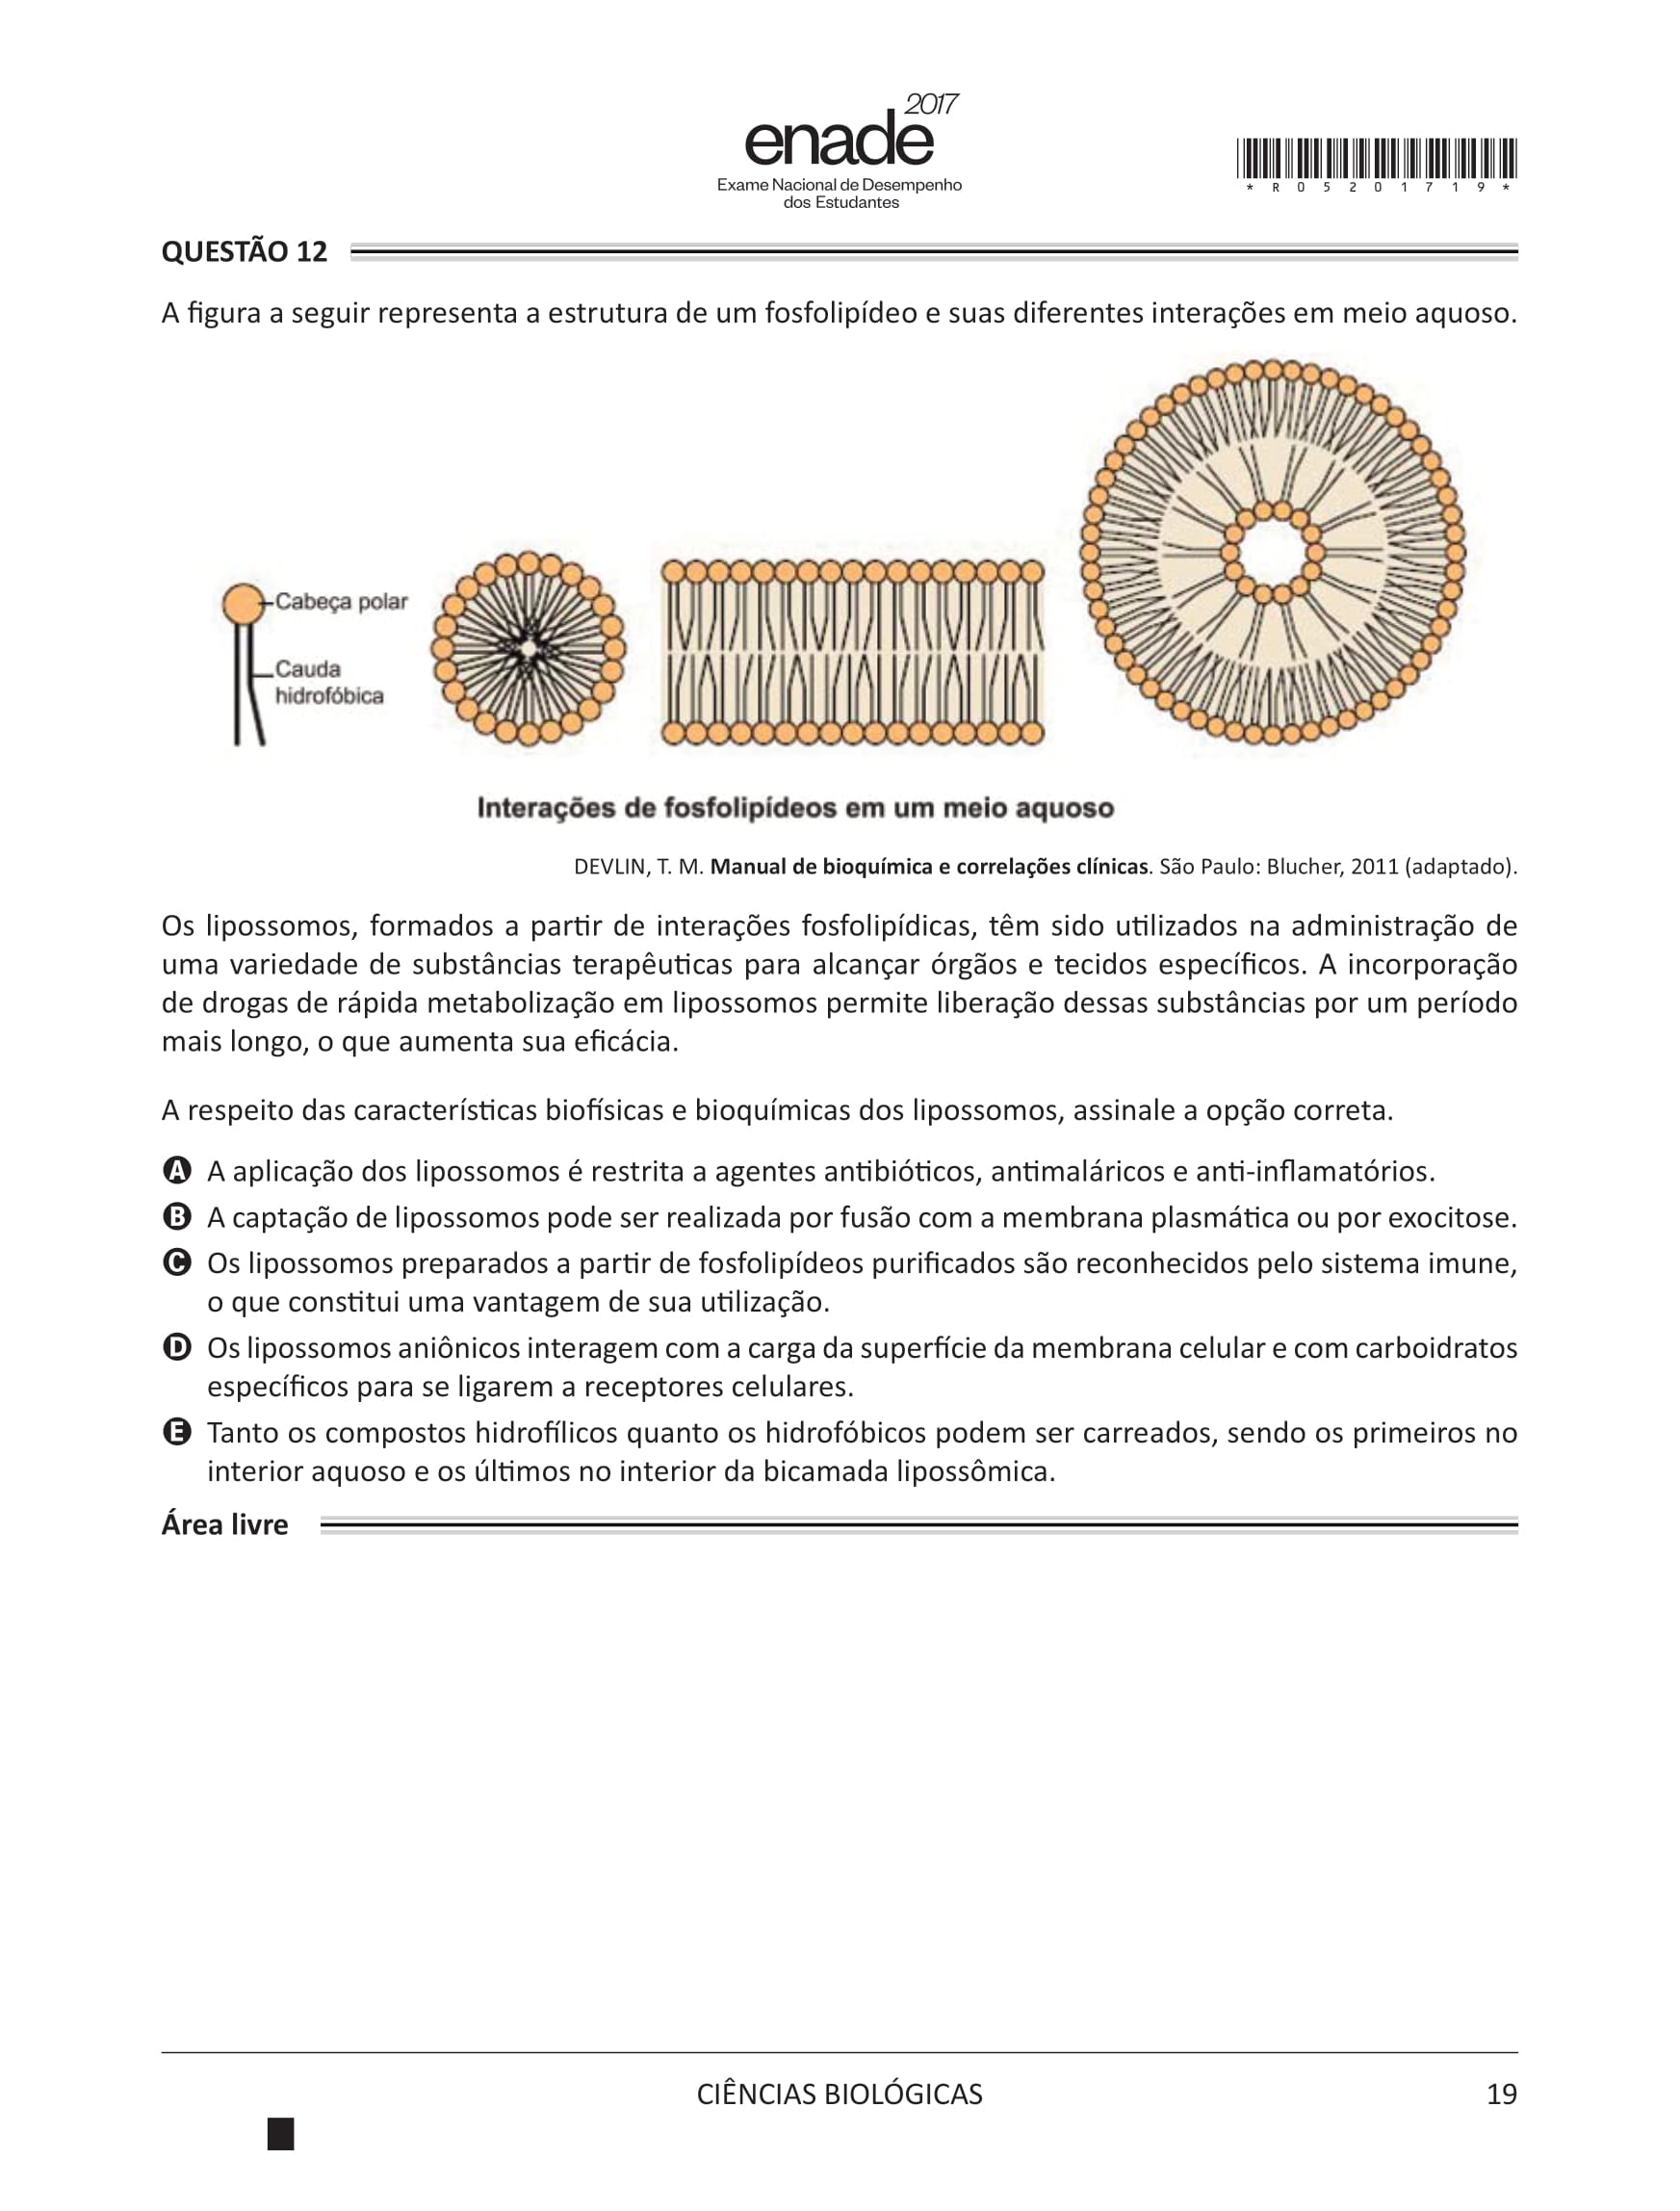 2017
enade
Exame Nacional de Desempenho
dos Estudantes
* R 0 5 2 0 1 7 1 9 *
QUESTÃO 12
A figura a seguir representa a estrutura de um fosfolipídeo e suas diferentes interações em meio aquoso.
Cabeça polar
Cauda
hidrofóbica
Interações de fosfolipídeos em um meio aquoso
DEVLIN, T. M. Manual de bioquímica e correlações clínicas. São Paulo: Blucher, 2011 (adaptado).
Os lipossomos, formados a partir de interações fosfolipídicas, têm sido utilizados na administração de
uma variedade de substâncias terapêuticas para alcançar órgãos e tecidos específicos. A incorporação
de drogas de rápida metabolização em lipossomos permite liberação dessas substâncias por um período
mais longo, o que aumenta sua eficácia.
A respeito das características biofísicas e bioquímicas dos lipossomos, assinale a opção correta.
A A aplicação dos lipossomos é restrita a agentes antibióticos, antimaláricos e anti-inflamatórios.
B A captação de lipossomos pode ser realizada por fusão com a membrana plasmática ou por exocitose.
C Os lipossomos preparados a partir de fosfolipídeos purificados são reconhecidos pelo sistema imune,
o que constitui uma vantagem de sua utilização.
D Os lipossomos aniônicos interagem com a carga da superfície da membrana celular e com carboidratos
específicos para se ligarem a receptores celulares.
E Tanto os compostos hidrofílicos quanto os hidrofóbicos podem ser carreados, sendo os primeiros no
interior aquoso e os últimos no interior da bicamada lipossômica.
Área livre
CIÊNCIAS BIOLÓGICAS
19